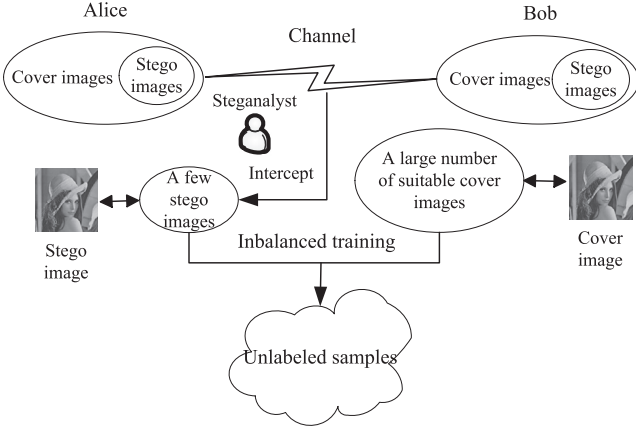 Alice
Bob
Channel
Cover images
Stego
images
Cover images
Stego
images
Steganalyst
Intercept
A few
stego
images
A large number
of suitable cover
images
Stego
image
Cover
image
Inbalanced training
Unlabeled samples